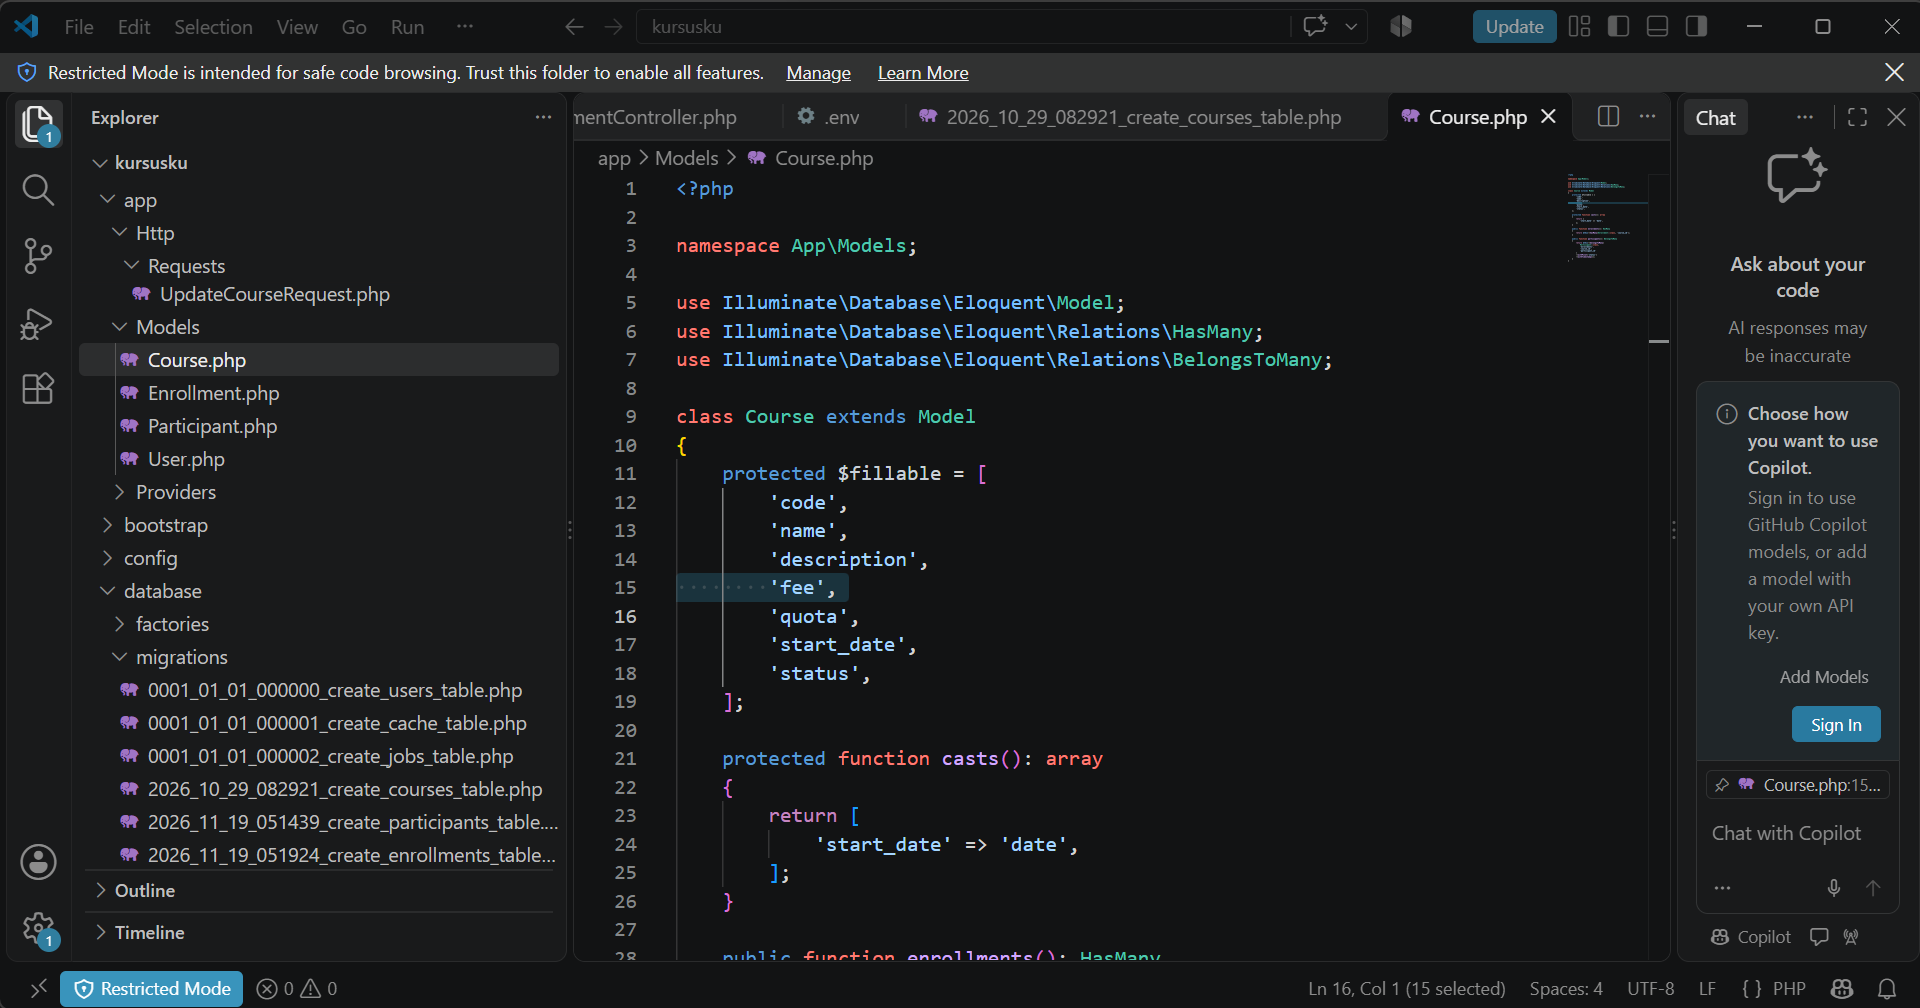 File Edit Selection View Go Run ···
kursusku
Update
Restricted Mode is intended for safe code browsing. Trust this folder to enable all features. Manage Learn More
1
Explorer
kursusku
app
Http
Requests
UpdateCourseRequest.php
Models
Course.php
Enrollment.php
Participant.php
User.php
Providers
bootstrap
config
database
factories
migrations
0001_01_01_000000_create_users_table.php
0001_01_01_000001_create_cache_table.php
0001_01_01_000002_create_jobs_table.php
2026_10_29_082921_create_courses_table.php
2026_11_19_051439_create_participants_table....
2026_11_19_051924_create_enrollments_table...
Outline
Timeline
1
mentController.php .env 2026_10_29_082921_create_courses_table.php Course.php
app > Models > Course.php
1 <?php
2
3 namespace App\Models;
4
5 use Illuminate\Database\Eloquent\Model;
6 use Illuminate\Database\Eloquent\Relations\HasMany;
7 use Illuminate\Database\Eloquent\Relations\BelongsToMany;
8
9 class Course extends Model
10 {
11 protected $fillable = [
12 'code',
13 'name',
14 'description',
15 'fee',
16 'quota',
17 'start_date',
18 'status',
19 ];
20
21 protected function casts(): array
22 {
23 return [
24 'start_date' => 'date',
25 ];
26 }
27
28 public function enrollments(): HasMany
Chat
Ask about your
code
AI responses may
be inaccurate
Choose how
you want to use
Copilot.
Sign in to use
GitHub Copilot
models, or add
a model with
your own API
key.
Add Models
Sign In
Course.php:15...
Chat with Copilot
Copilot
Restricted Mode 0 0
Ln 16, Col 1 (15 selected) Spaces: 4 UTF-8 LF { } PHP